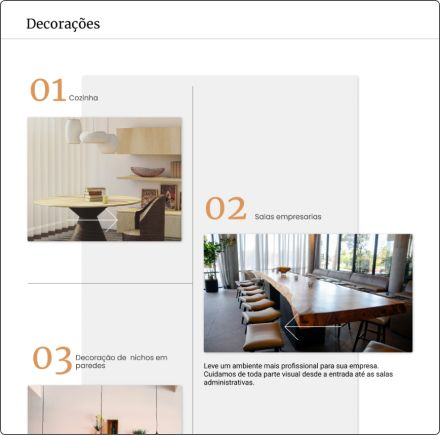 Decorações
01 Cozinha
02 Salas empresarias
Leve um ambiente mais profissional para sua empresa.
Cuidamos de toda parte visual desde a entrada até as salas
administrativas.
03 Decoração de nichos em
paredes